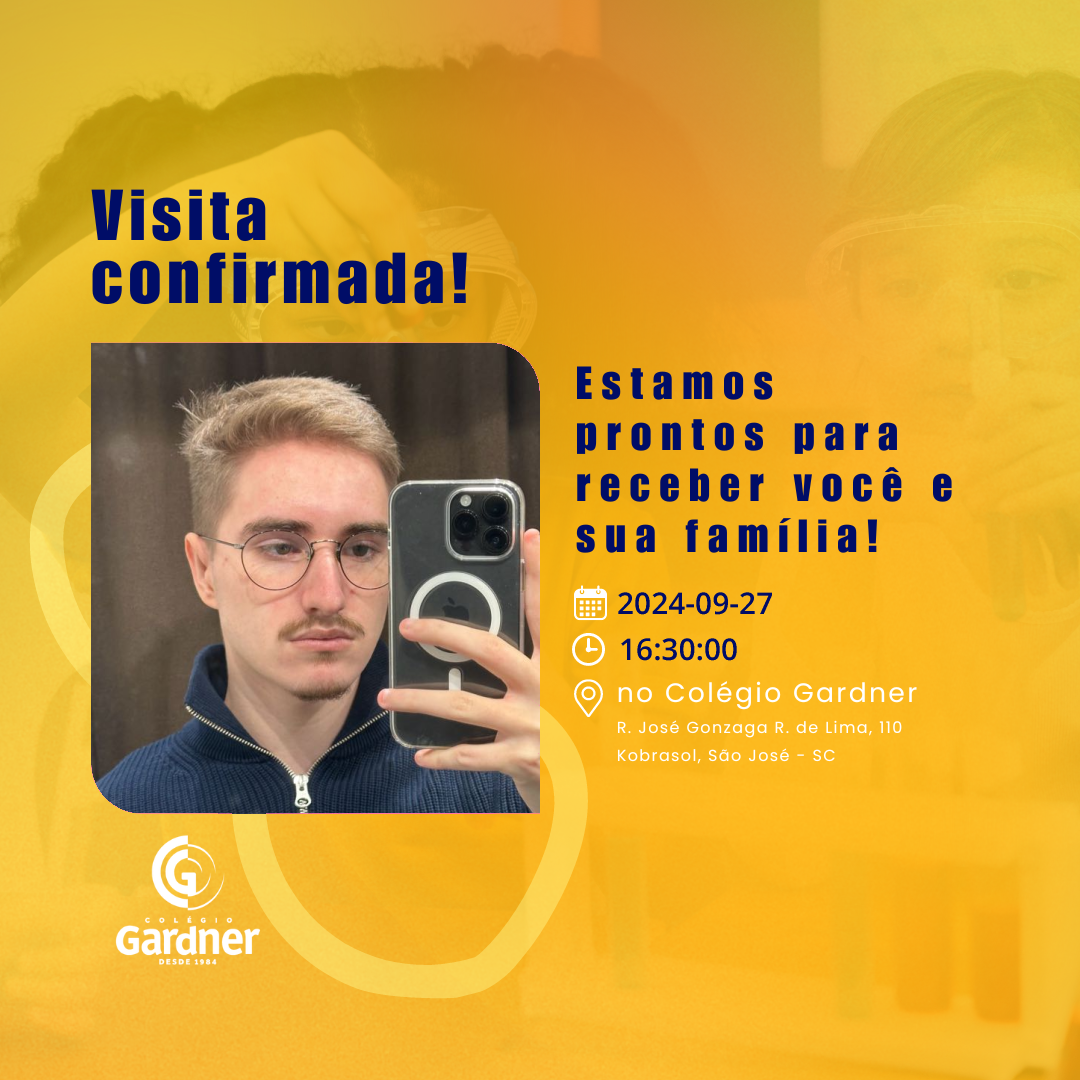 Visita
confirmada!
Estamos
prontos para
receber você e
sua família!
2024-09-27
16:30:00
no Colégio Gardner
R. José Gonzaga R. de Lima, 110
Kobrasol, São José - SC
G
COLÉGIO
Gardner
DESDE 1984